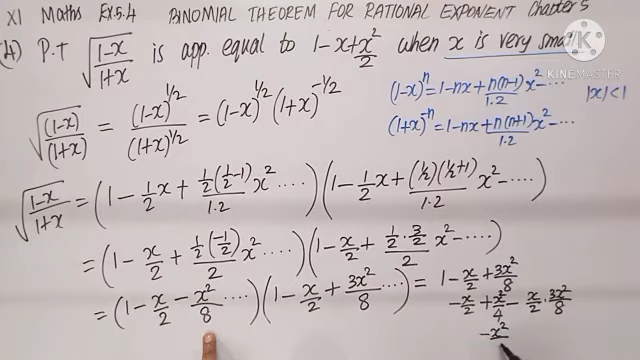 XI Maths EX.5.4 BINOMIAL THEOREM FOR RATIONAL EXPONENT Chapter 5
(4) P.T √((1-x)/(1+x)) is app. equal to 1-x+x²/2 when x is very small
KINEMASTER
(1-x)^n = 1-nx+n(n-1)/1.2 x² - ....
|x|<1
(1+x)^-n = 1-nx+n(n+1)/1.2 x² - ...
√((1-x)/(1+x)) = (1-x)^1/2/(1+x)^1/2 = (1-x)^1/2 (1+x)^-1/2
√(1-x/1+x) = (1 - 1/2 x + 1/2(1/2-1)/1.2 x² ....) (1 - 1/2 x + (1/2)(1/2+1)/1.2 x² - ....)
= (1 - x/2 + 1/2(-1/2)/2 x² ....) (1 - x/2 + 1/2 · 3/2/2 x² - ....)
= (1 - x/2 - x²/8 ....) (1 - x/2 + 3x²/8 ....) = 1 - x/2 + 3x²/8
- x/2 + x²/4 - x/2 · 3x²/8
- x²